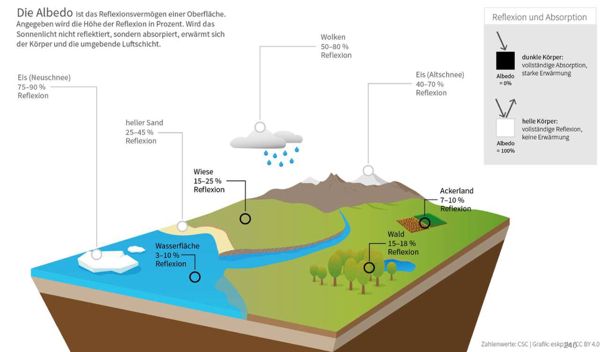 Die Albedo ist das Reflexionsvermögen einer Oberfläche.
Angegeben wird die Höhe der Reflexion in Prozent. Wird das
Sonnenlicht nicht reflektiert, sondern absorpiert, erwärmt sich
der Körper und die umgebende Luftschicht.
Reflexion und Absorption
dunkle Körper:
vollständige Absorption,
starke Erwärmung
Albedo
= 0%
helle Körper:
vollständige Reflexion,
keine Erwärmung
Albedo
= 100%
Wolken
50–80 %
Reflexion
Eis (Neuschnee)
75–90 %
Reflexion
Eis (Altschnee)
40–70 %
Reflexion
heller Sand
25–45 %
Reflexion
Wiese
15–25 %
Reflexion
Ackerland
7–10 %
Reflexion
Wasserfläche
3–10 %
Reflexion
Wald
15–18 %
Reflexion
Zahlenwerte: CSC | Grafik: CC BY 4.0